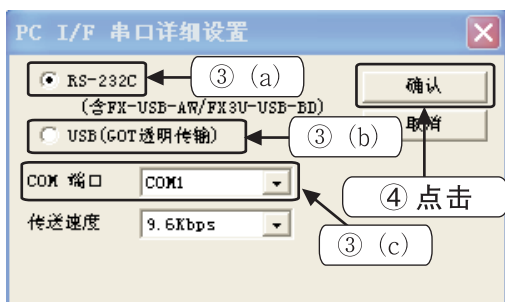 PC I/F 串口详细设置
RS-232C
③ (a)
确认
(含FX-USB-AW/FX3U-USB-BD)
取消
USB(GOT透明传输)
③ (b)
COM 端口
COM1
④ 点击
传送速度
9.6Kbps
③ (c)